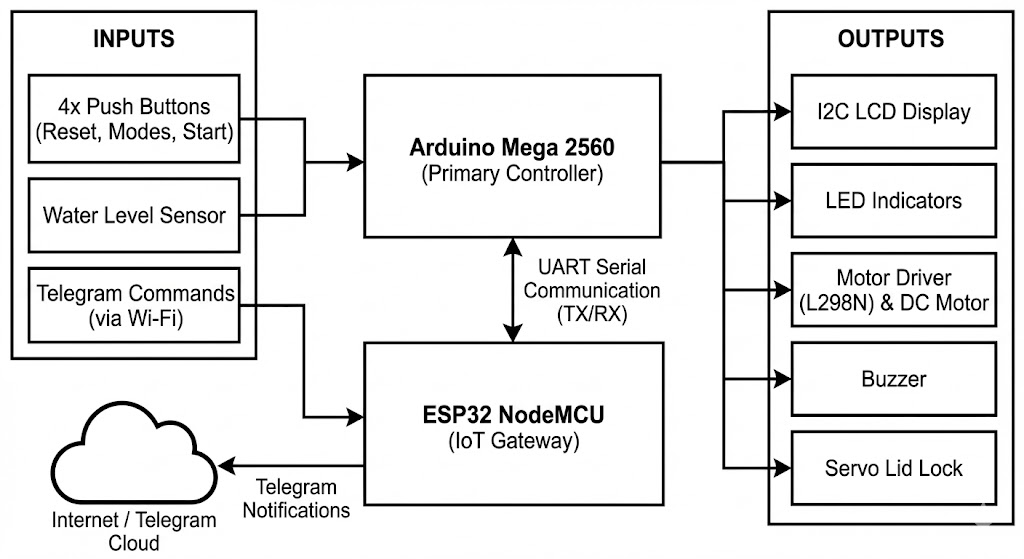 INPUTS
4x Push Buttons
(Reset, Modes, Start)
Water Level Sensor
Telegram Commands
(via Wi-Fi)
Arduino Mega 2560
(Primary Controller)
UART Serial
Communication
(TX/RX)
ESP32 NodeMCU
(IoT Gateway)
Telegram
Notifications
Internet / Telegram
Cloud
OUTPUTS
I2C LCD Display
LED Indicators
Motor Driver
(L298N) & DC Motor
Buzzer
Servo Lid Lock